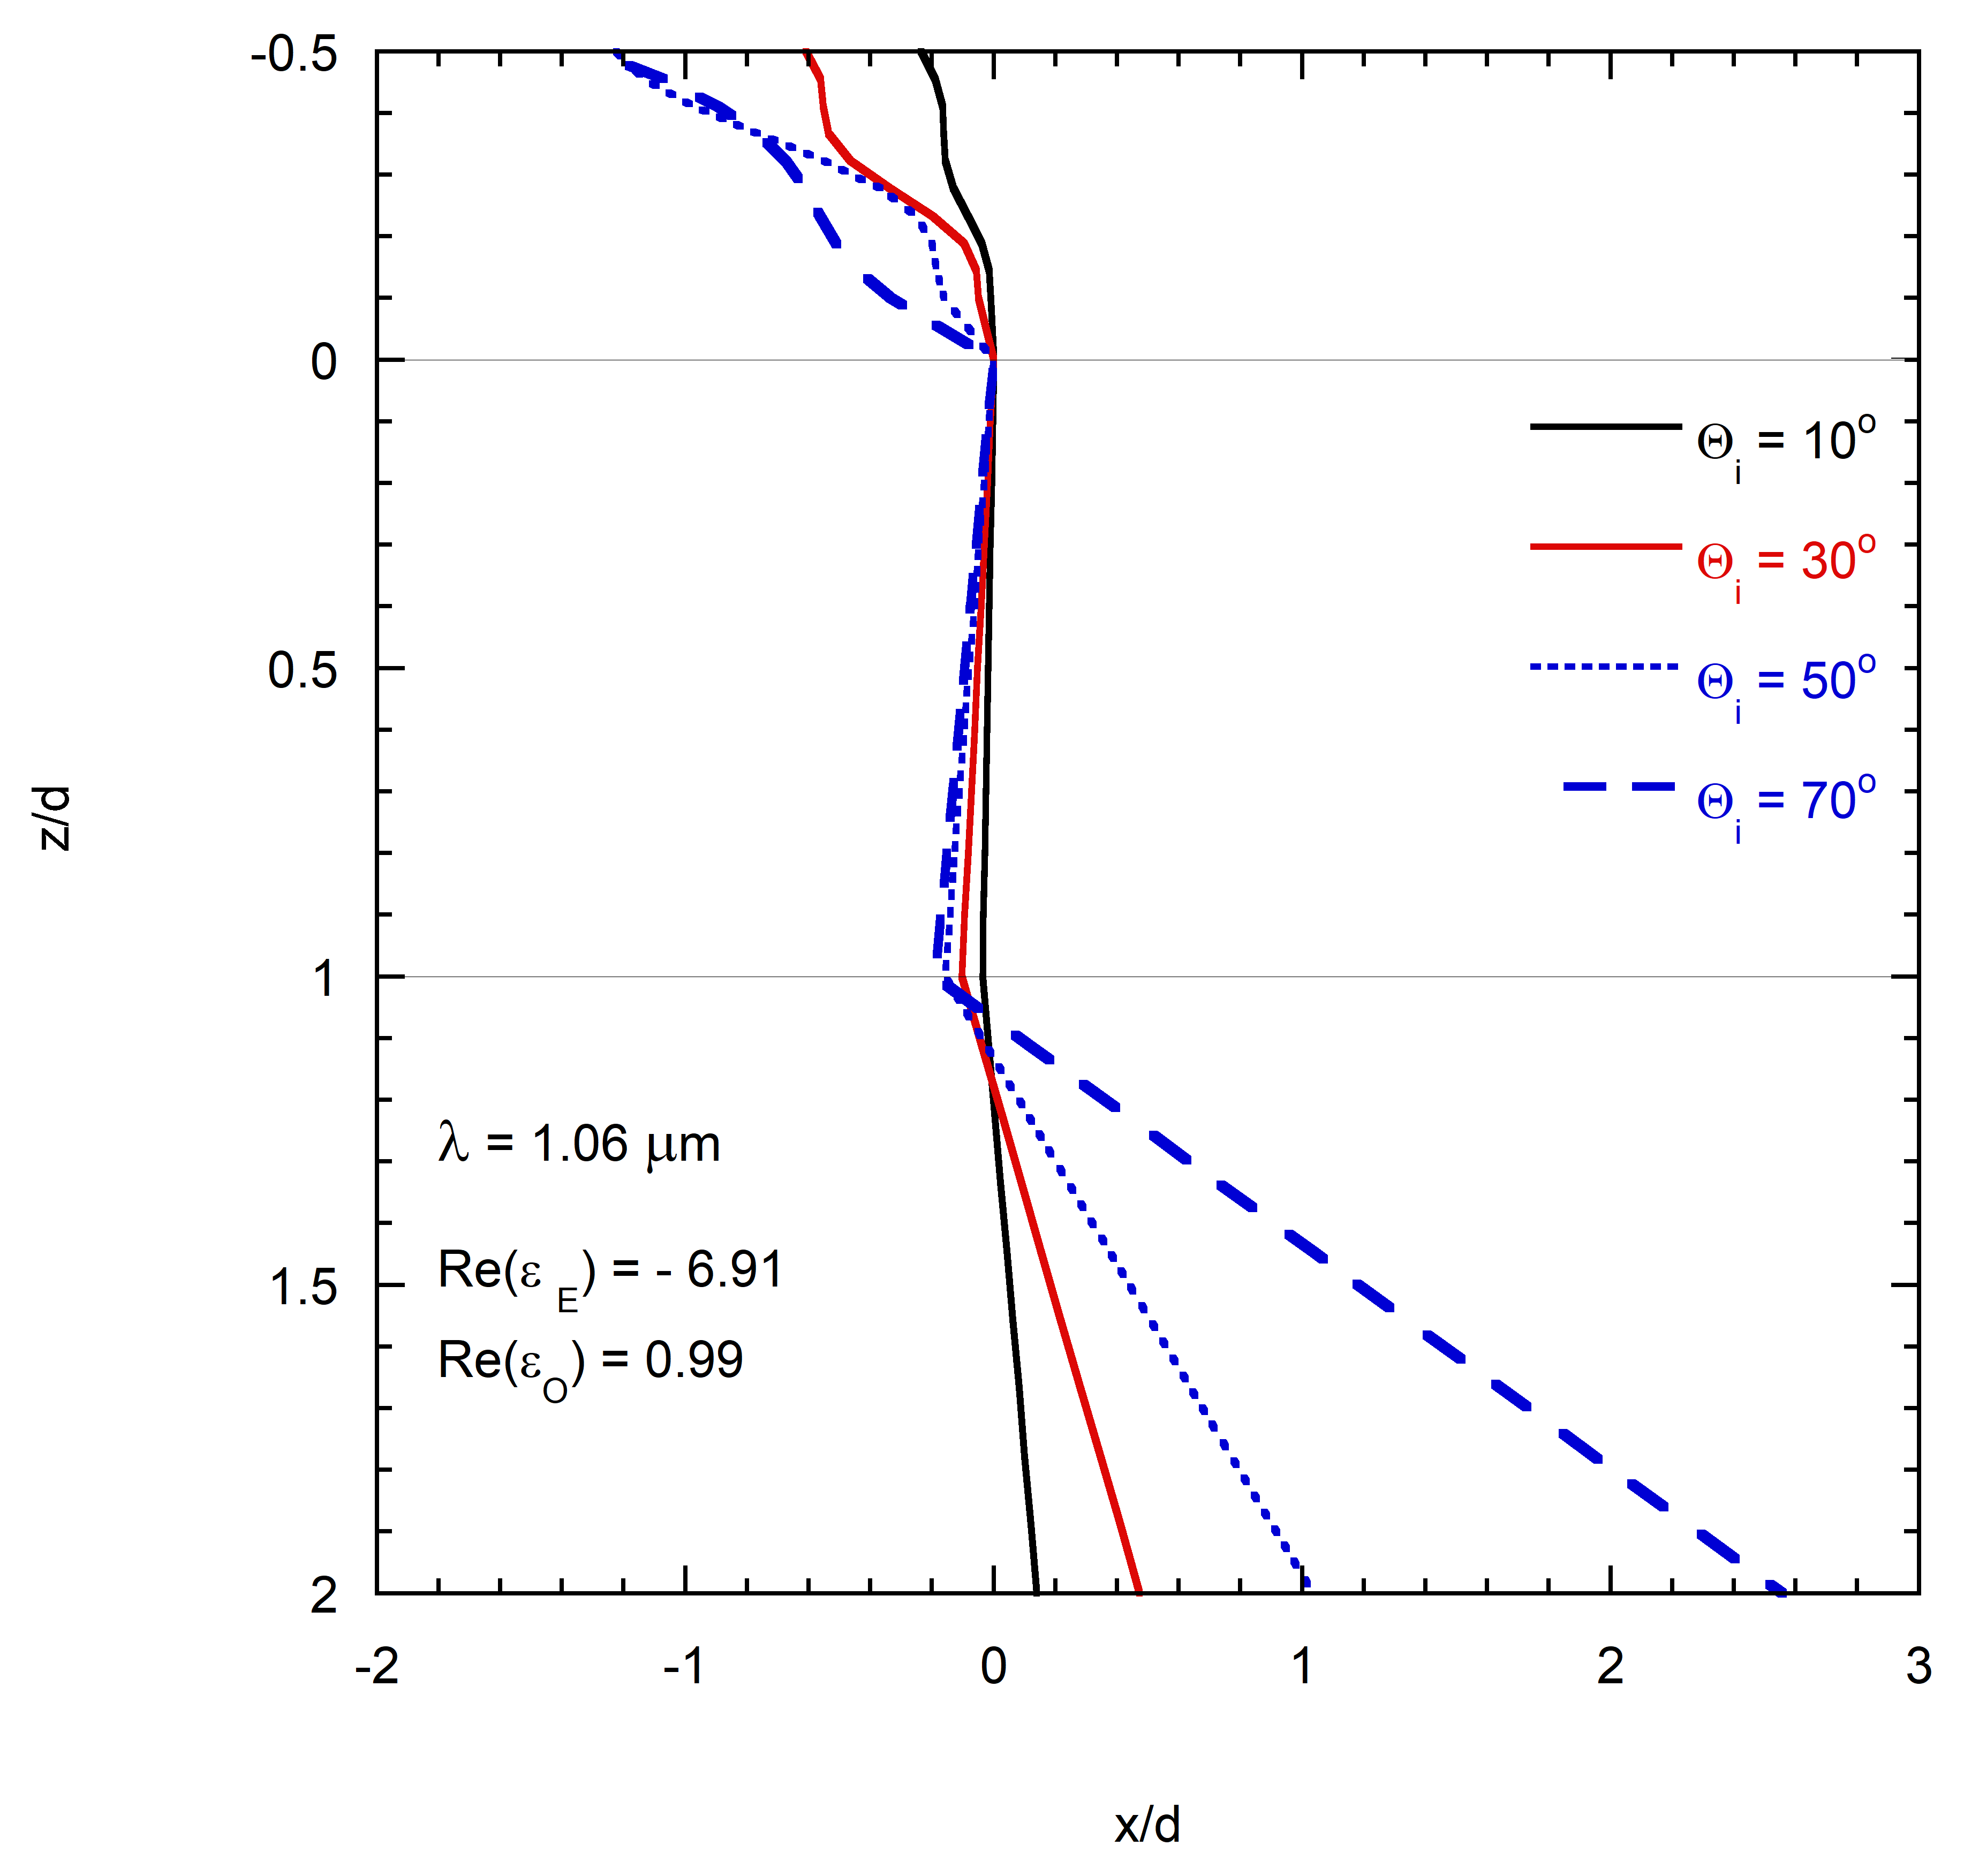 -0.5
0
0.5
1
1.5
2
z/d
Θi = 10o
Θi = 30o
Θi = 50o
Θi = 70o
λ = 1.06 μm
Re(ε E) = - 6.91
Re(εO) = 0.99
-2 -1 0 1 2 3
x/d